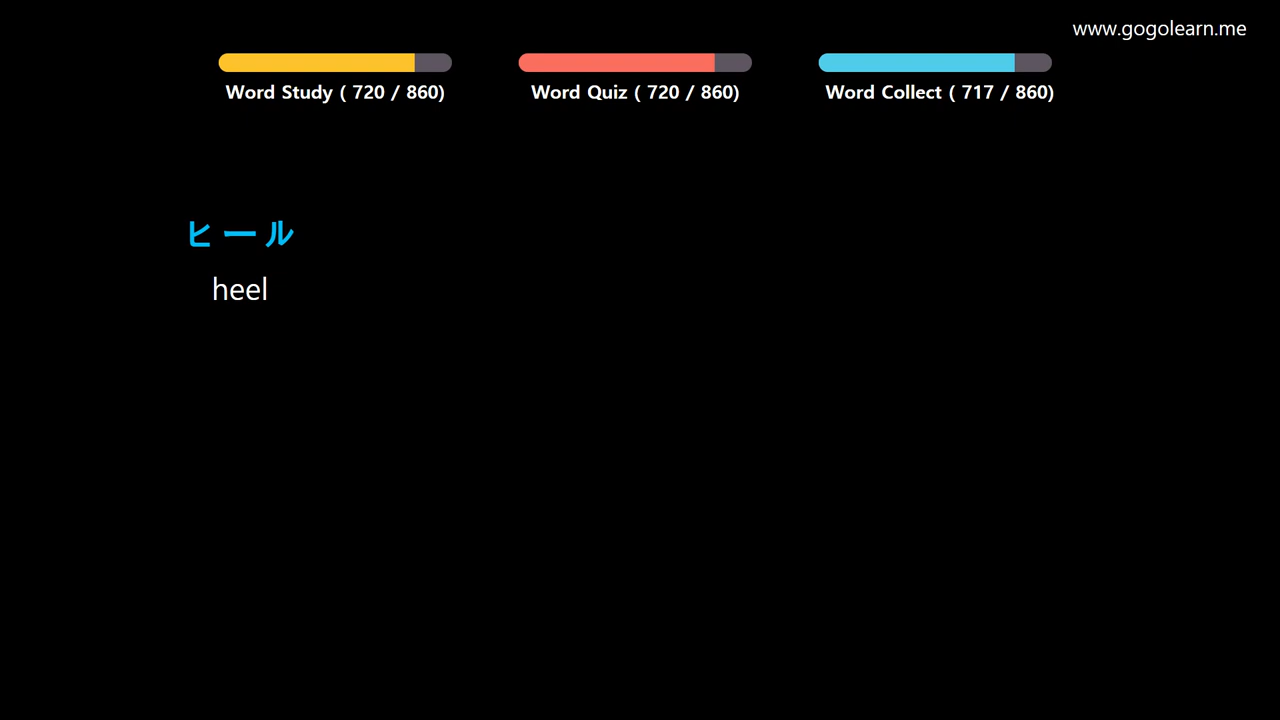 www.gogolearn.me
Word Study ( 720 / 860) Word Quiz ( 720 / 860) Word Collect ( 717 / 860)
ヒール
heel